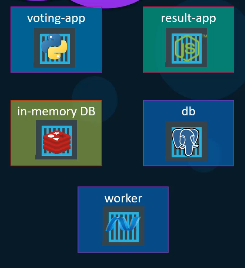 voting-app
result-app
in-memory DB
db
worker